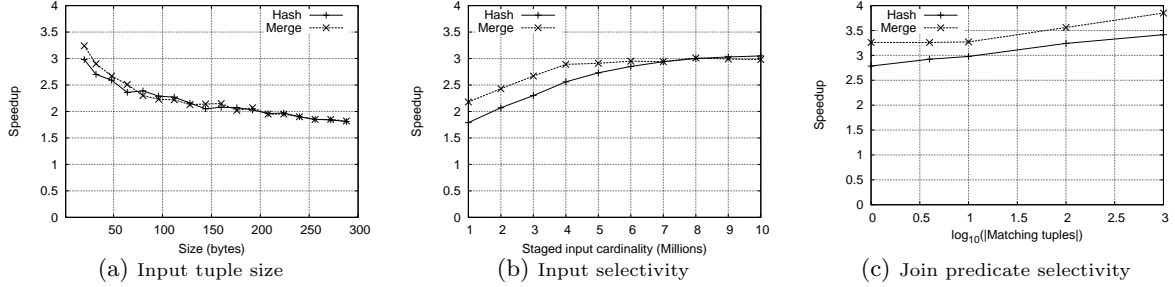 4
3.5
3
2.5
2
1.5
1
0.5
0
Speedup
Hash
Merge
50 100 150 200 250 300
Size (bytes)
(a) Input tuple size
4
3.5
3
2.5
2
1.5
1
0.5
0
Speedup
Hash
Merge
1 2 3 4 5 6 7 8 9 10
Staged input cardinality (Millions)
(b) Input selectivity
4
3.5
3
2.5
2
1.5
1
0.5
0
Speedup
Hash
Merge
0 0.5 1 1.5 2 2.5 3
log10(|Matching tuples|)
(c) Join predicate selectivity